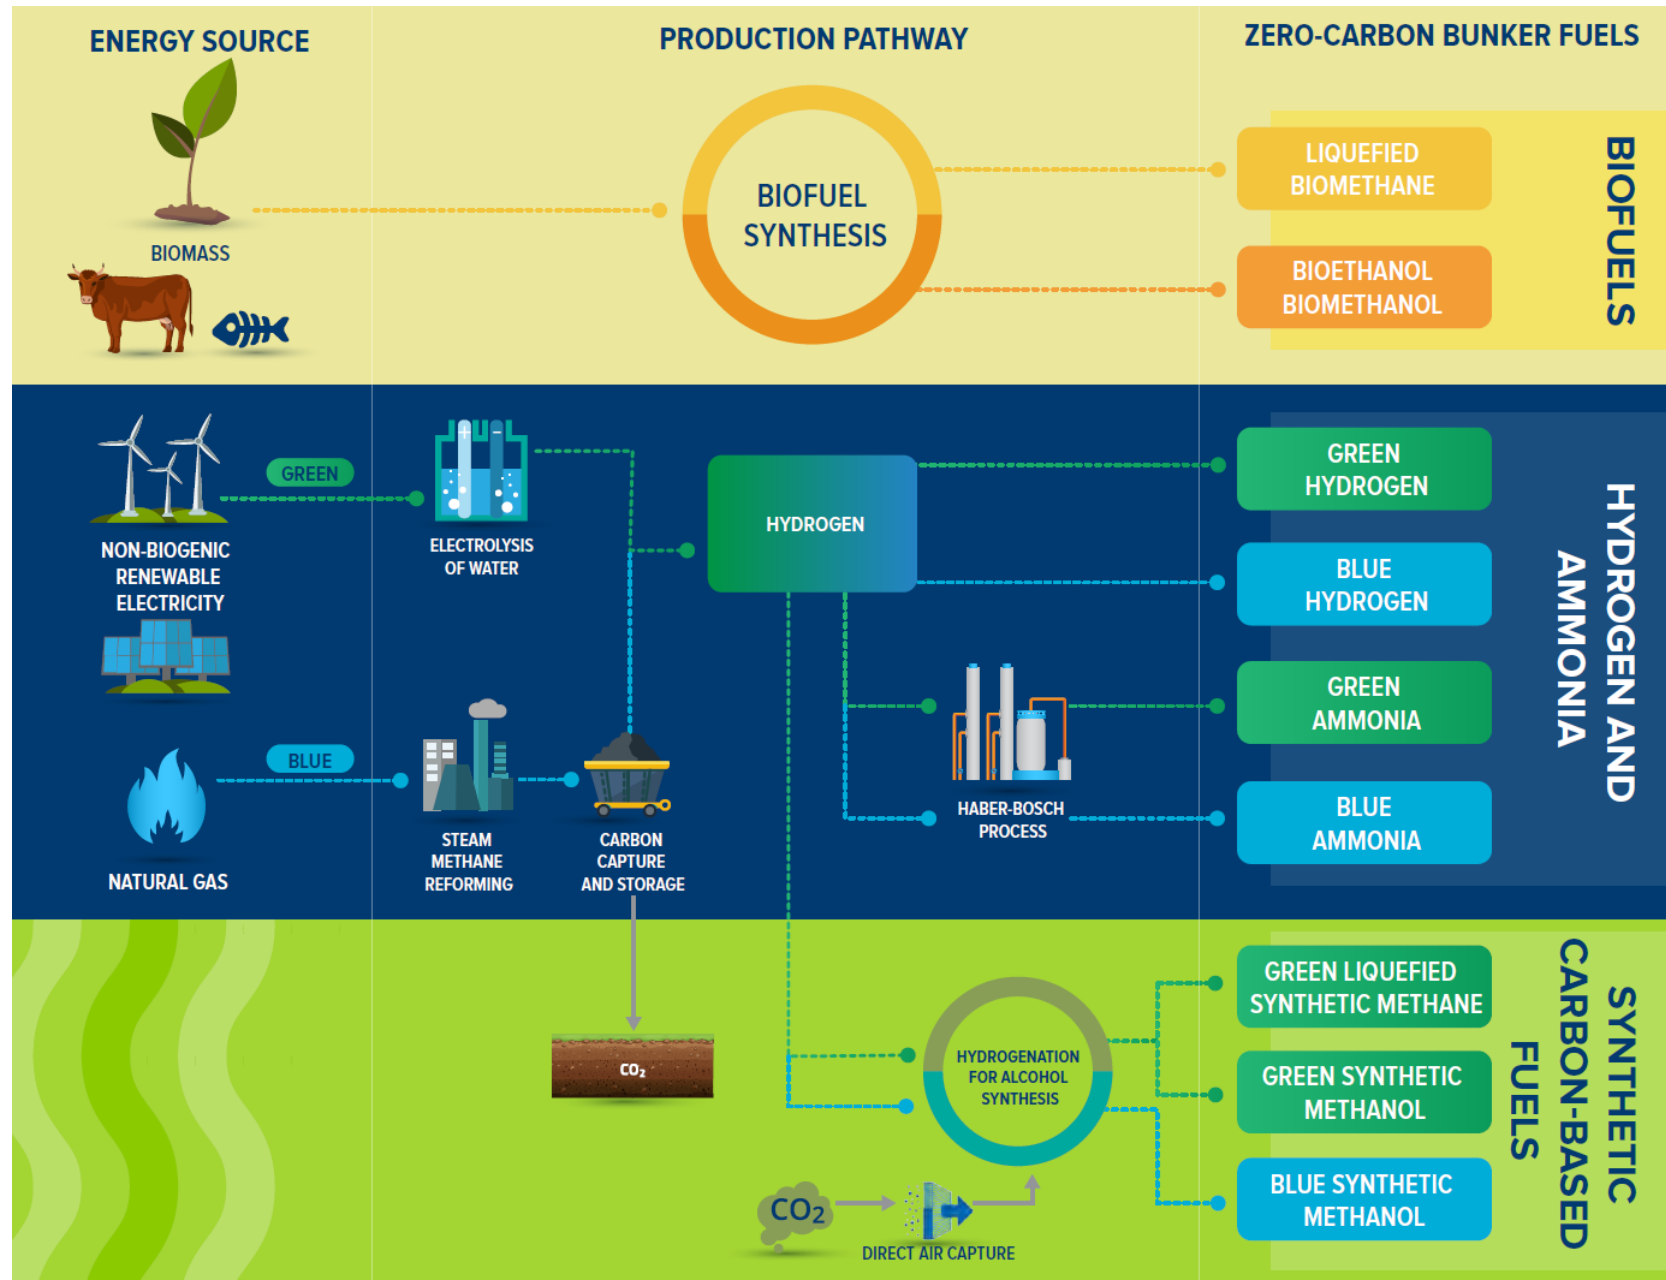 ENERGY SOURCE
PRODUCTION PATHWAY
ZERO-CARBON BUNKER FUELS
BIOMASS
BIOFUEL
SYNTHESIS
LIQUEFIED
BIOMETHANE
BIOETHANOL
BIOMETHANOL
BIOFUELS
GREEN
NON-BIOGENIC
RENEWABLE
ELECTRICITY
ELECTROLYSIS
OF WATER
HYDROGEN
GREEN
HYDROGEN
BLUE
HYDROGEN
GREEN
AMMONIA
BLUE
AMMONIA
HYDROGEN AND
AMMONIA
BLUE
NATURAL GAS
STEAM
METHANE
REFORMING
CARBON
CAPTURE
AND STORAGE
HABER-BOSCH
PROCESS
CO₂
HYDROGENATION
FOR ALCOHOL
SYNTHESIS
CO₂
DIRECT AIR CAPTURE
GREEN LIQUEFIED
SYNTHETIC METHANE
GREEN SYNTHETIC
METHANOL
BLUE SYNTHETIC
METHANOL
SYNTHETIC
CARBON-BASED
FUELS